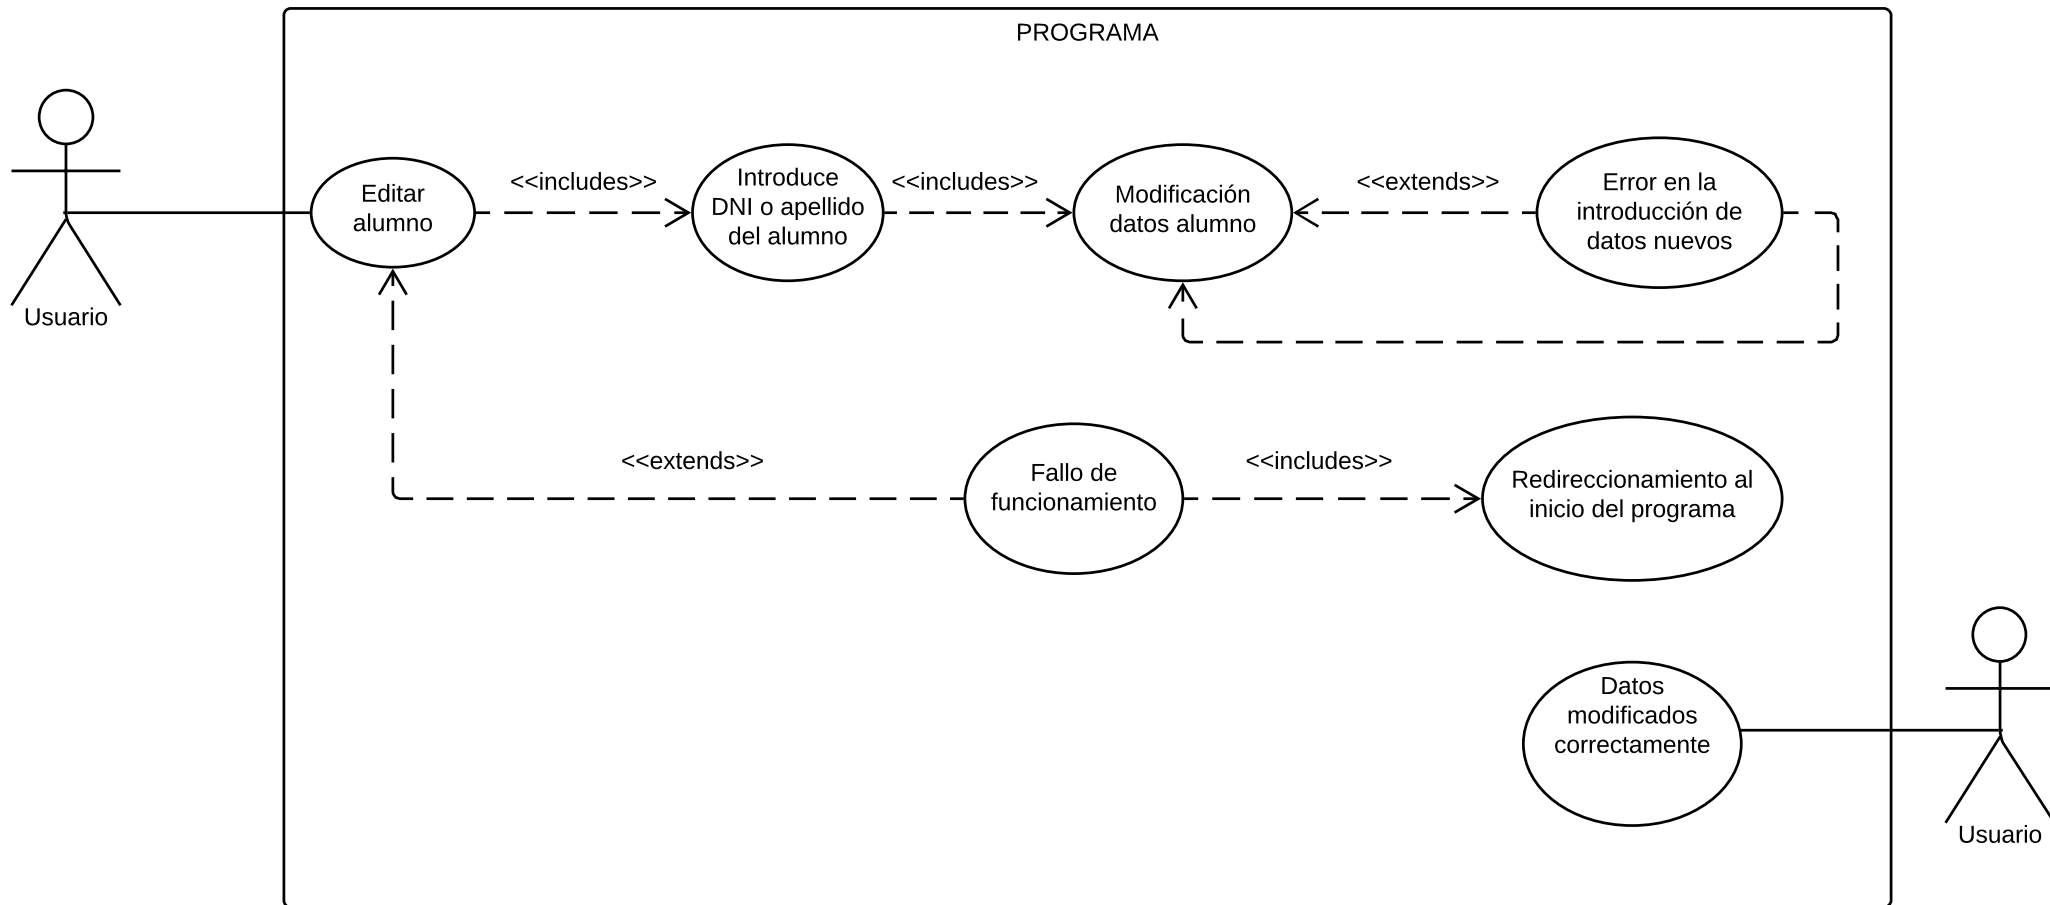 PROGRAMA
Usuario
Editar
alumno
<<includes>>
Introduce
DNI o apellido
del alumno
<<includes>>
Modificación
datos alumno
<<extends>>
Error en la
introducción de
datos nuevos
<<extends>>
Fallo de
funcionamiento
<<includes>>
Redireccionamiento al
inicio del programa
Datos
modificados
correctamente
Usuario